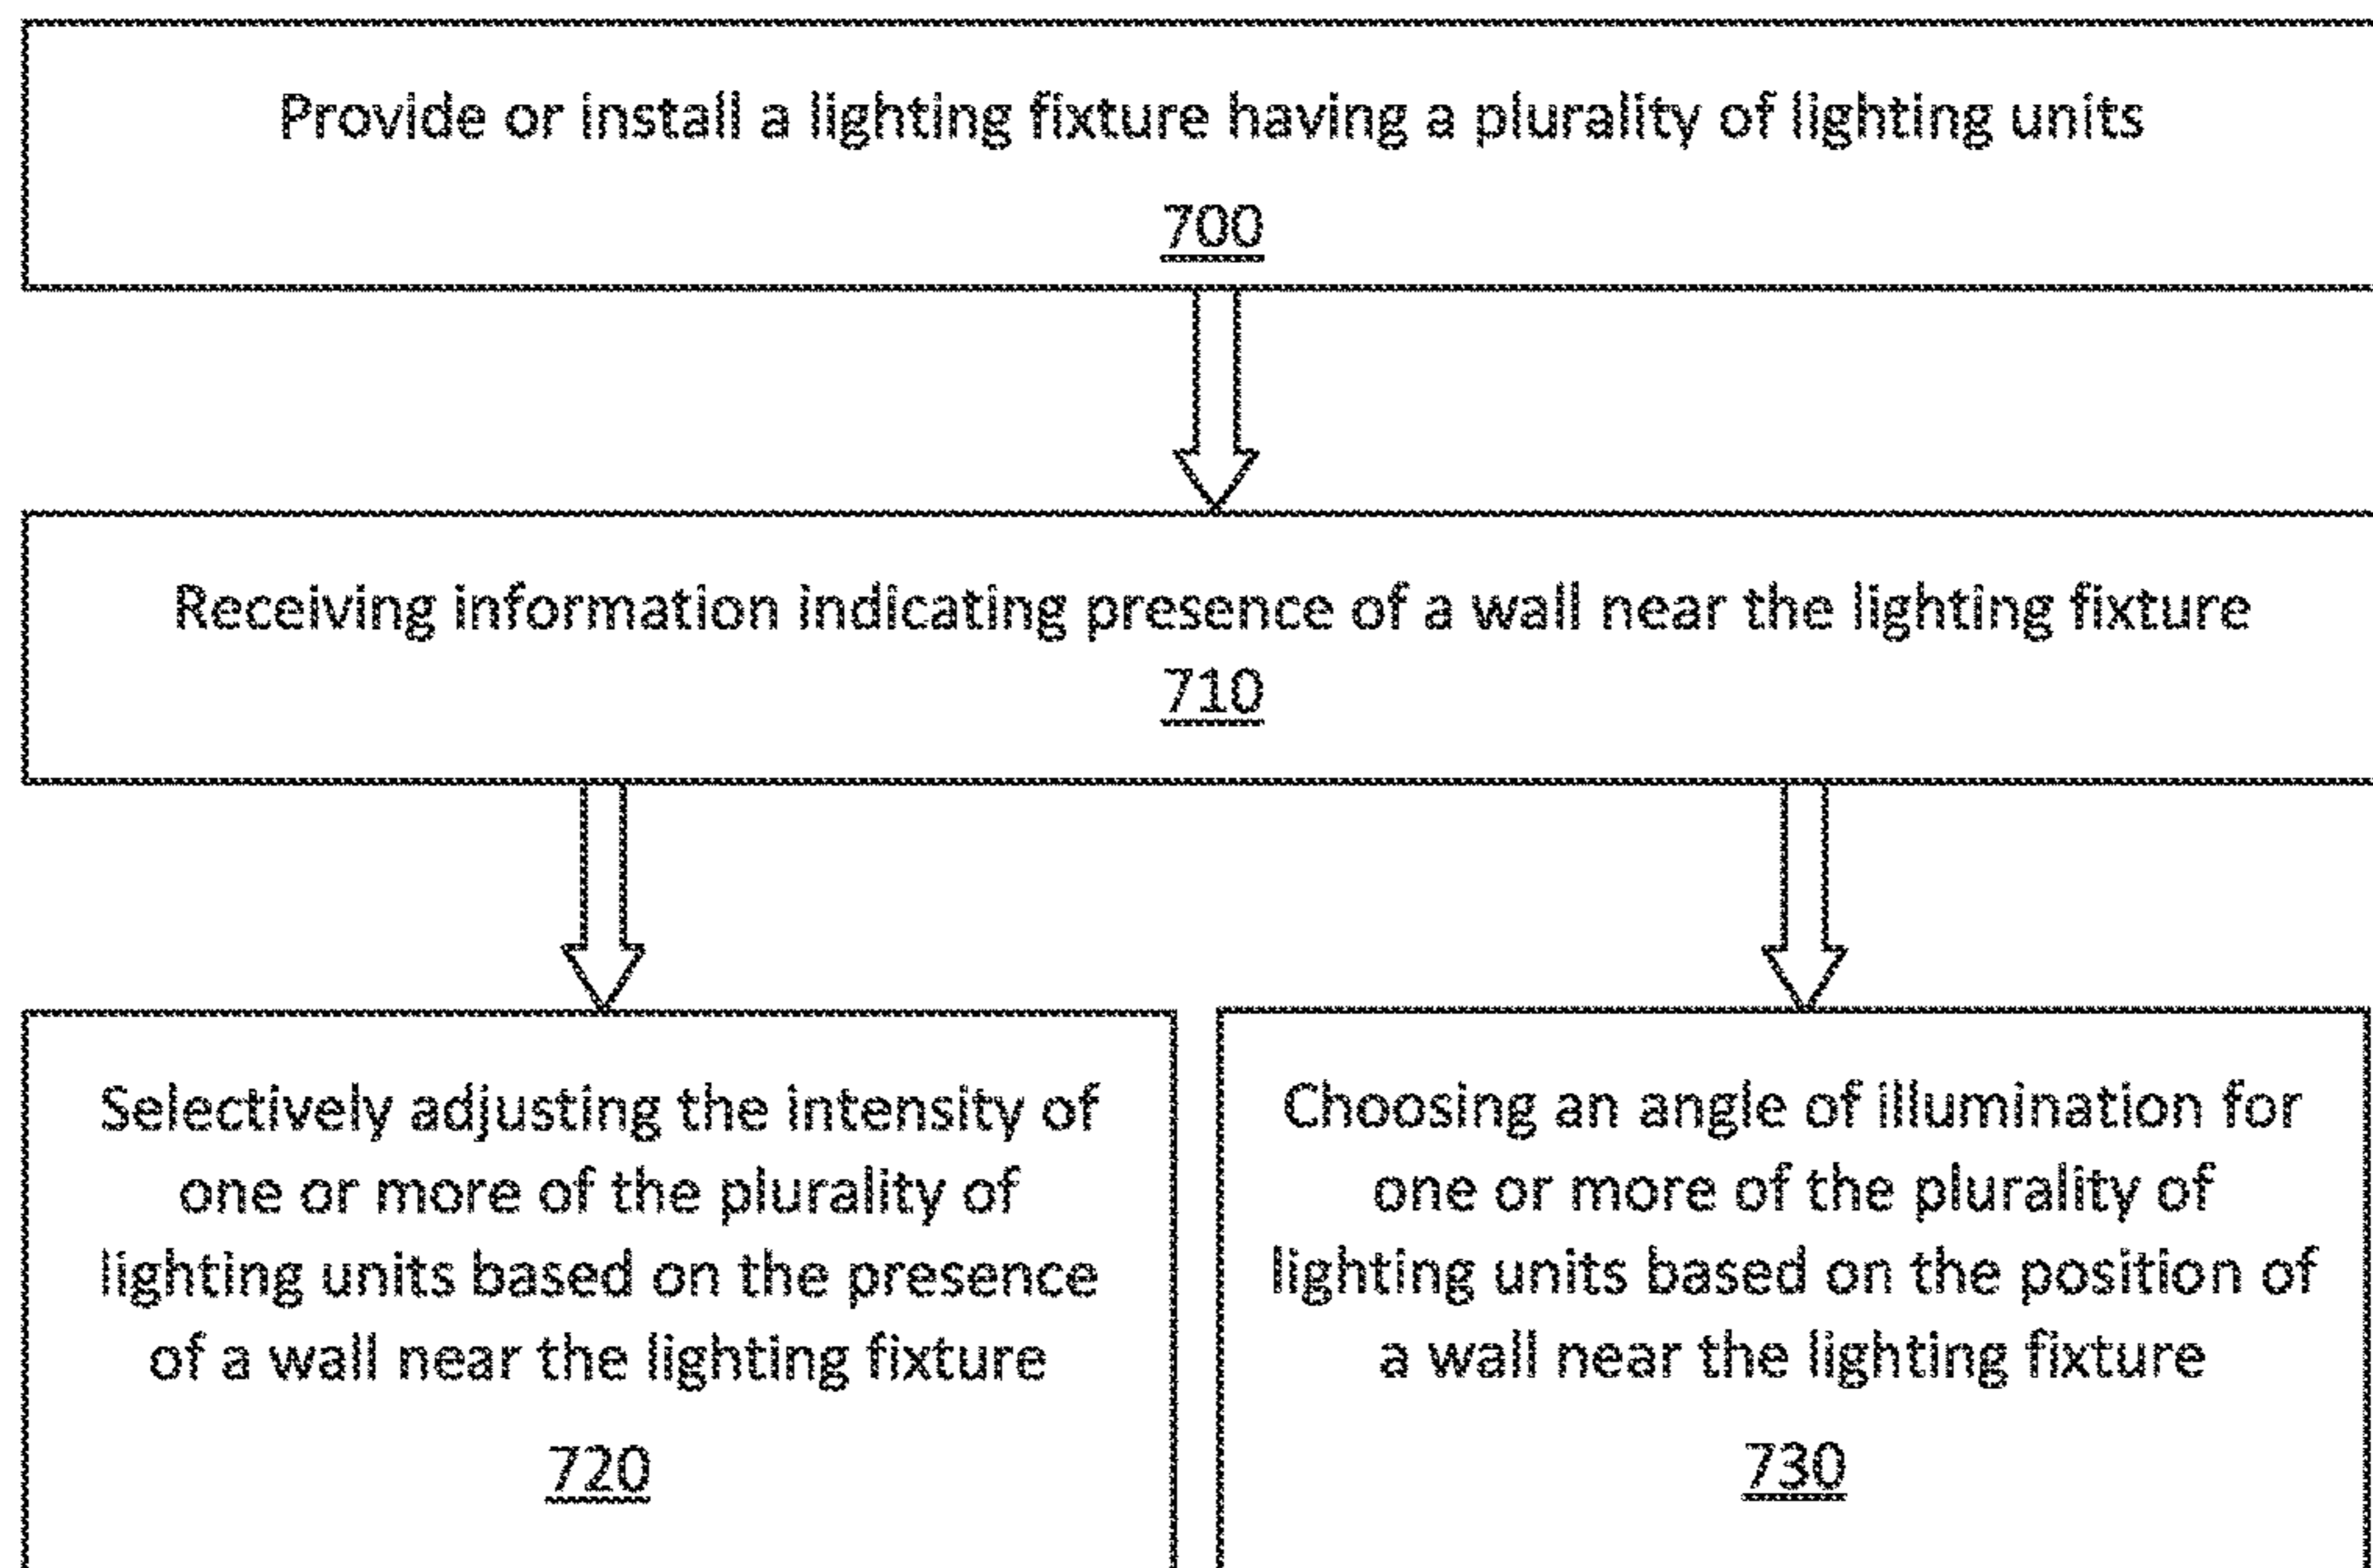 Provide or install a lighting fixture having a plurality of lighting units
700
Receiving information indicating presence of a wall near the lighting fixture
710
Selectively adjusting the intensity of
one or more of the plurality of
lighting units based on the presence
of a wall near the lighting fixture
720
Choosing an angle of illumination for
one or more of the plurality of
lighting units based on the position of
a wall near the lighting fixture
730